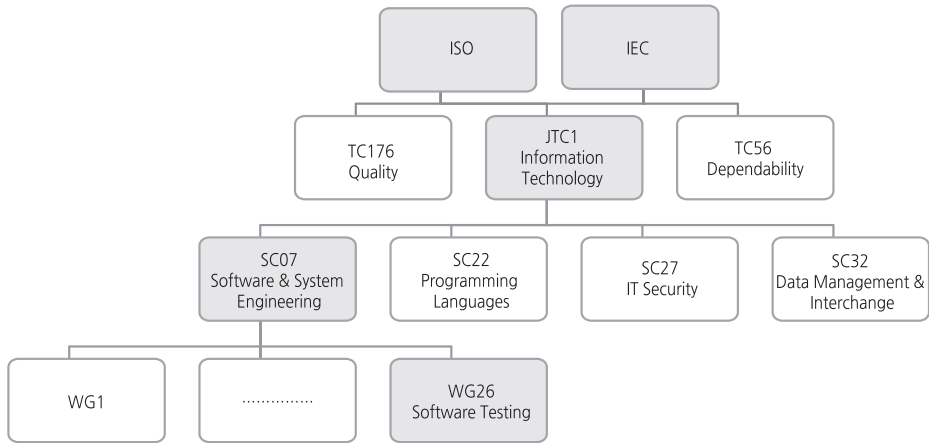 ISO
IEC
TC176
Quality
JTC1
Information
Technology
TC56
Dependability
SC07
Software & System
Engineering
SC22
Programming
Languages
SC27
IT Security
SC32
Data Management &
Interchange
WG1
...............
WG26
Software Testing